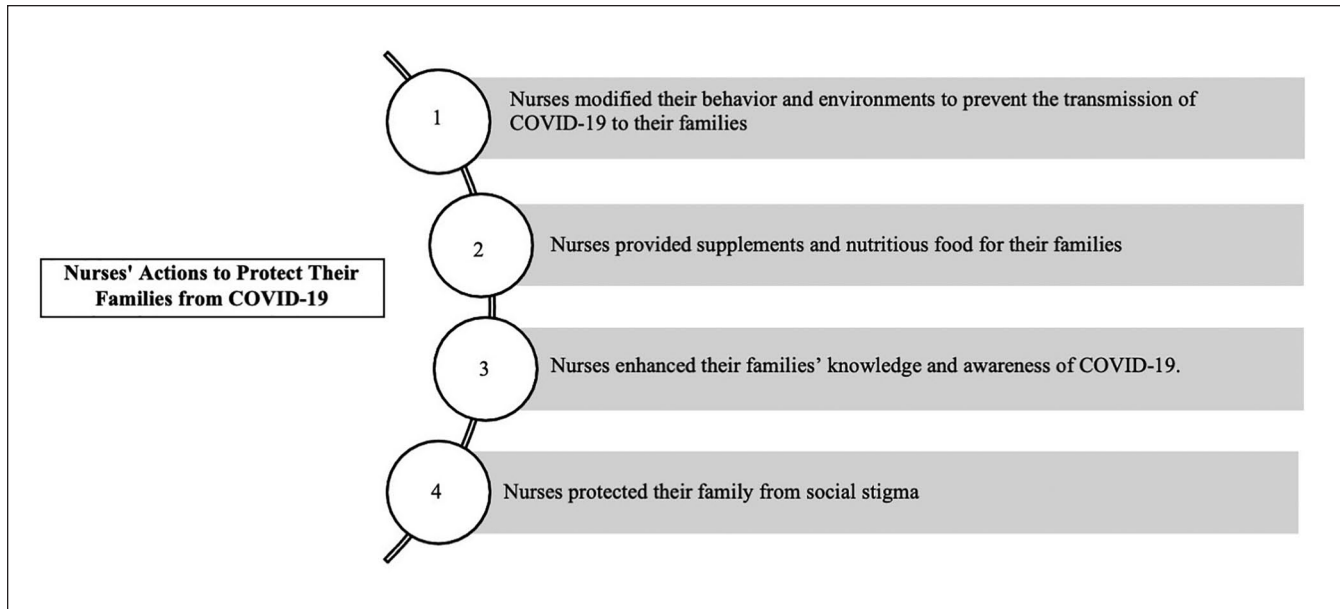 Nurses' Actions to Protect Their
Families from COVID-19
1
Nurses modified their behavior and environments to prevent the transmission of
COVID-19 to their families
2
Nurses provided supplements and nutritious food for their families
3
Nurses enhanced their families’ knowledge and awareness of COVID-19.
4
Nurses protected their family from social stigma